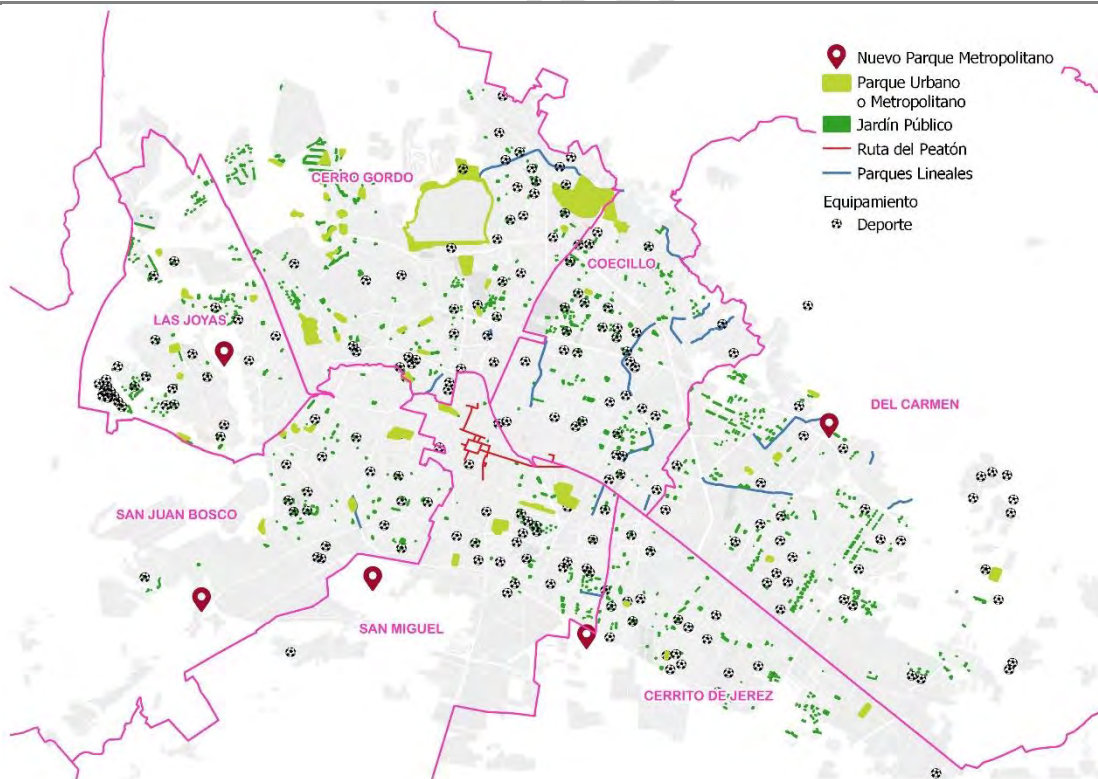 Nuevo Parque Metropolitano
Parque Urbano
o Metropolitano
Jardín Público
Ruta del Peatón
Parques Lineales
Equipamiento
Deporte
CERRO GORDO
COECILLO
LAS JOYAS
DEL CARMEN
SAN JUAN BOSCO
SAN MIGUEL
CERRITO DE JEREZ